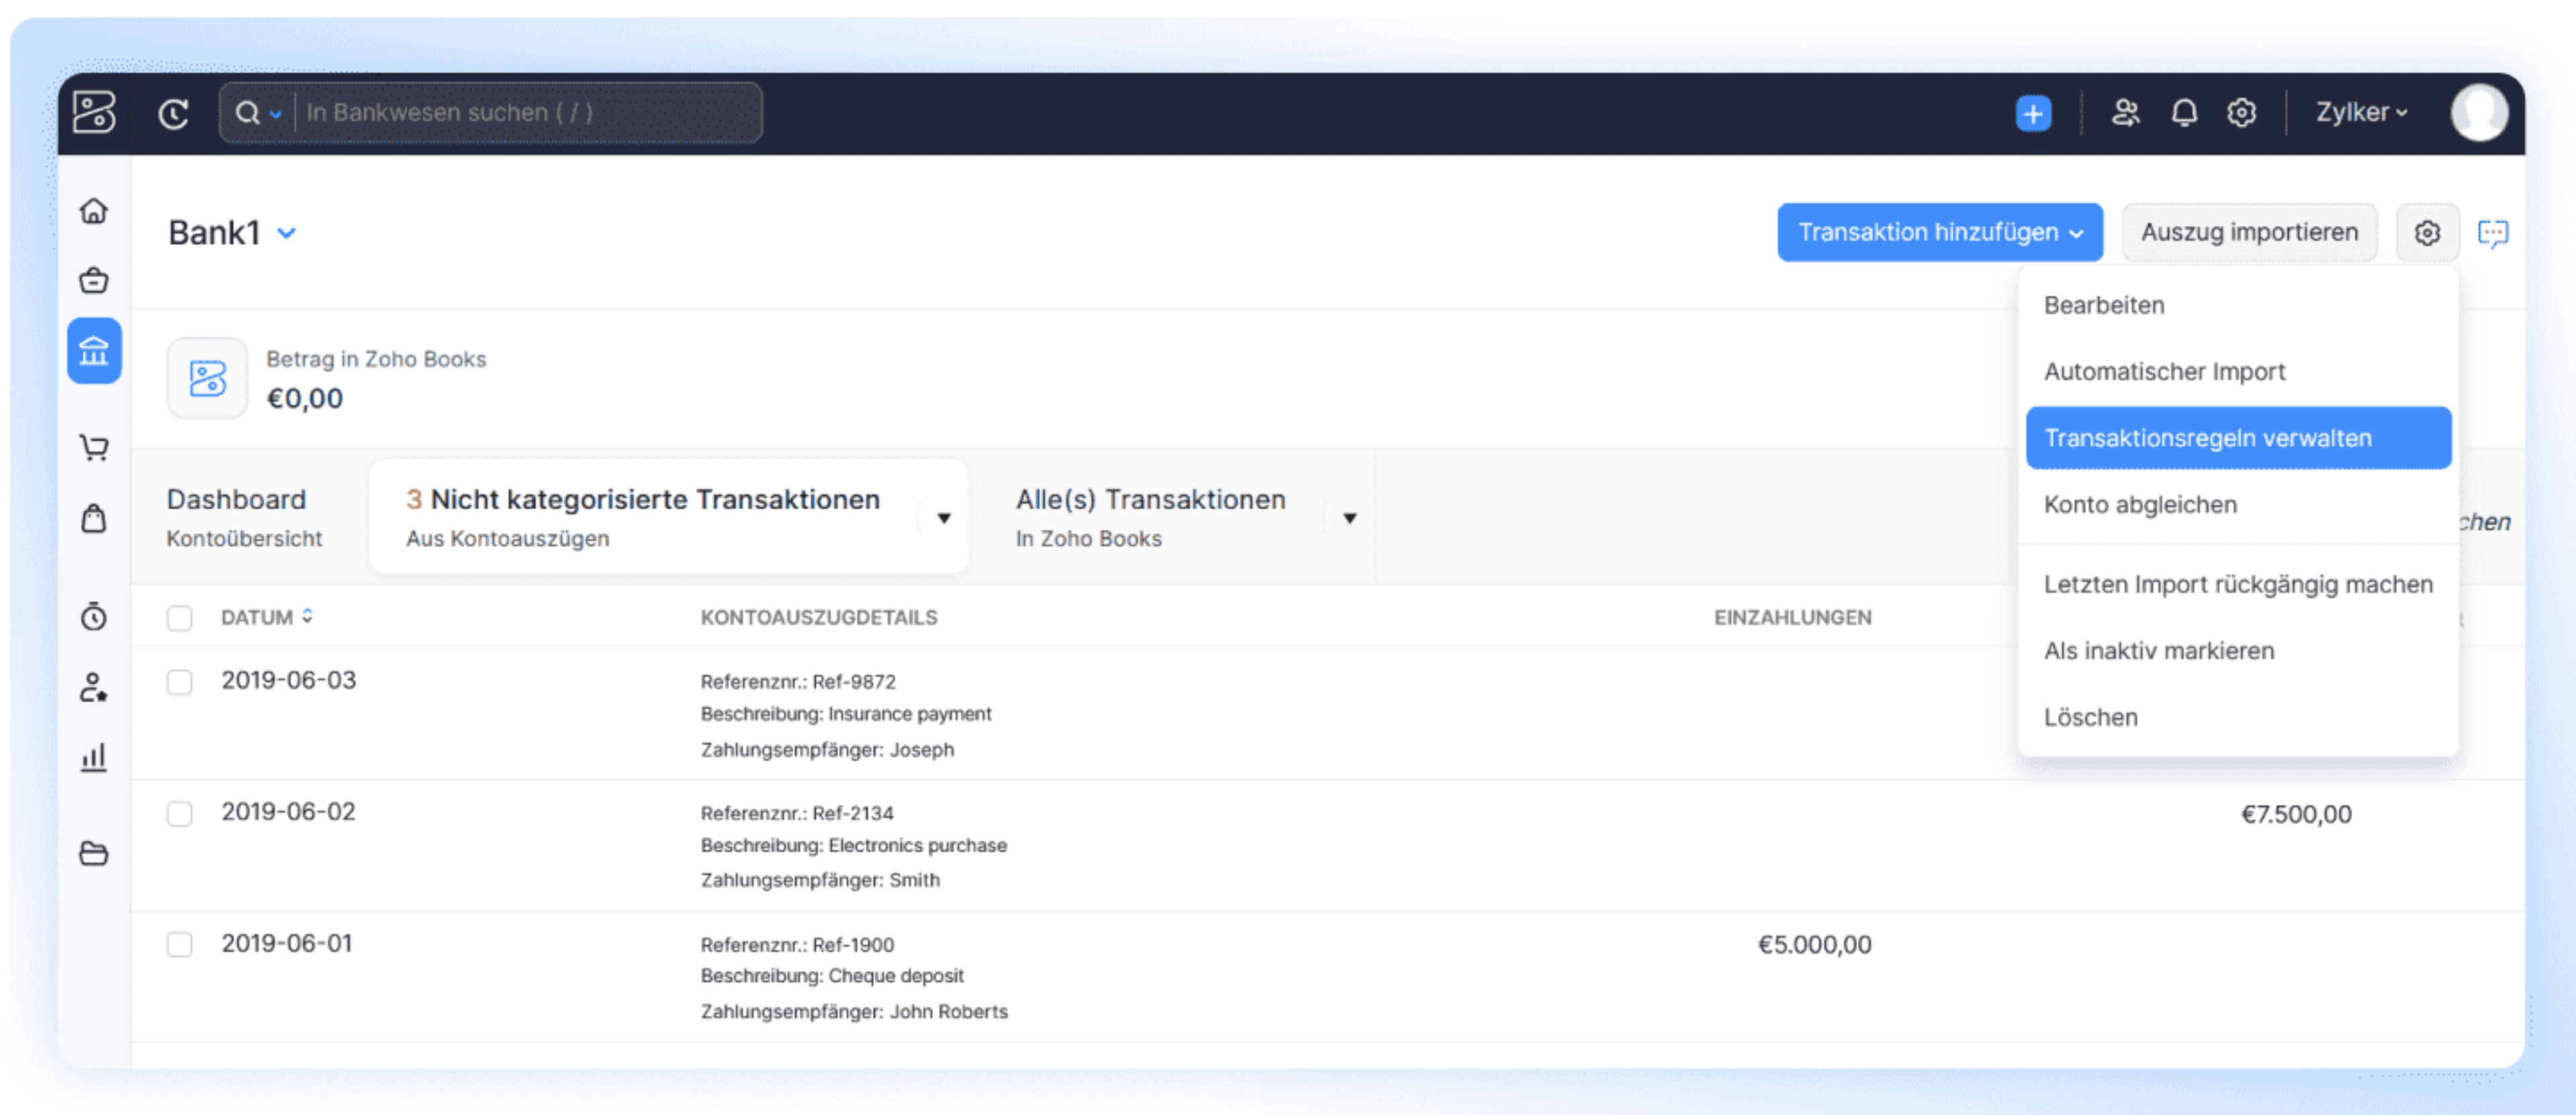 In Bankwesen suchen ( / )
Zylker
Bank1
Transaktion hinzufügen
Auszug importieren
Bearbeiten
Automatischer Import
Transaktionsregeln verwalten
Konto abgleichen
Letzten Import rückgängig machen
Als inaktiv markieren
Löschen
Betrag in Zoho Books
€0,00
Dashboard
Kontoübersicht
3 Nicht kategorisierte Transaktionen
Aus Kontoauszügen
Alle(s) Transaktionen
In Zoho Books
chen
DATUM
KONTOAUSZUGDETAILS
EINZAHLUNGEN
2019-06-03
Referenznr.: Ref-9872
Beschreibung: Insurance payment
Zahlungsempfänger: Joseph
2019-06-02
Referenznr.: Ref-2134
€7.500,00
Beschreibung: Electronics purchase
Zahlungsempfänger: Smith
2019-06-01
Referenznr.: Ref-1900
€5.000,00
Beschreibung: Cheque deposit
Zahlungsempfänger: John Roberts